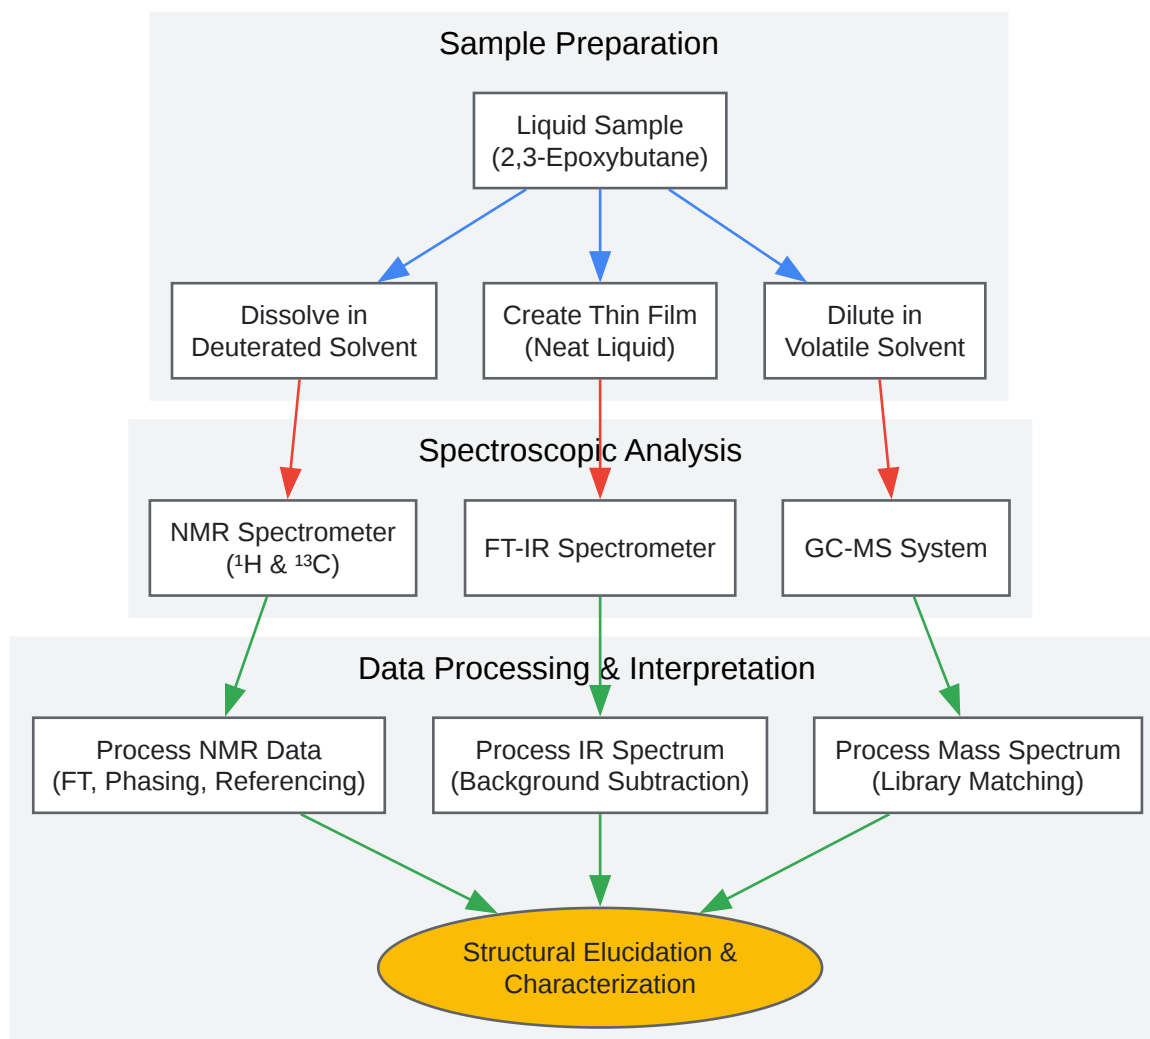 Sample Preparation
Liquid Sample
(2,3-Epoxybutane)
Dissolve in
Deuterated Solvent
Create Thin Film
(Neat Liquid)
Dilute in
Volatile Solvent
Spectroscopic Analysis
NMR Spectrometer
(¹H & ¹³C)
FT-IR Spectrometer
GC-MS System
Data Processing & Interpretation
Process NMR Data
(FT, Phasing, Referencing)
Process IR Spectrum
(Background Subtraction)
Process Mass Spectrum
(Library Matching)
Structural Elucidation &
Characterization